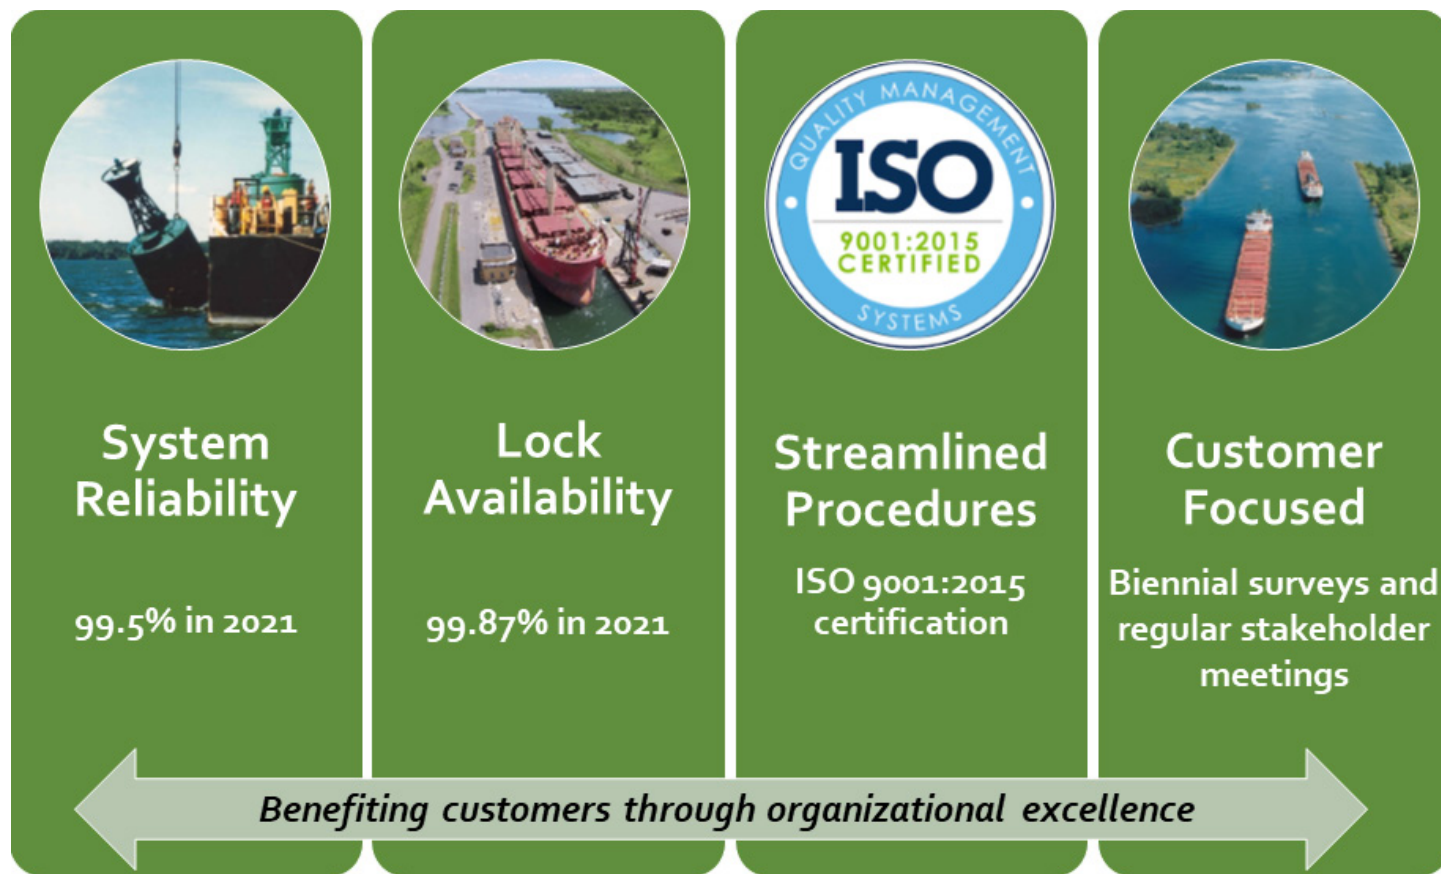 System
Reliability
99.5% in 2021
Lock
Availability
99.87% in 2021
QUALITY MANAGEMENT
ISO
9001:2015
CERTIFIED
SYSTEMS
Streamlined
Procedures
ISO 9001:2015
certification
Customer
Focused
Biennial surveys and
regular stakeholder
meetings
Benefiting customers through organizational excellence